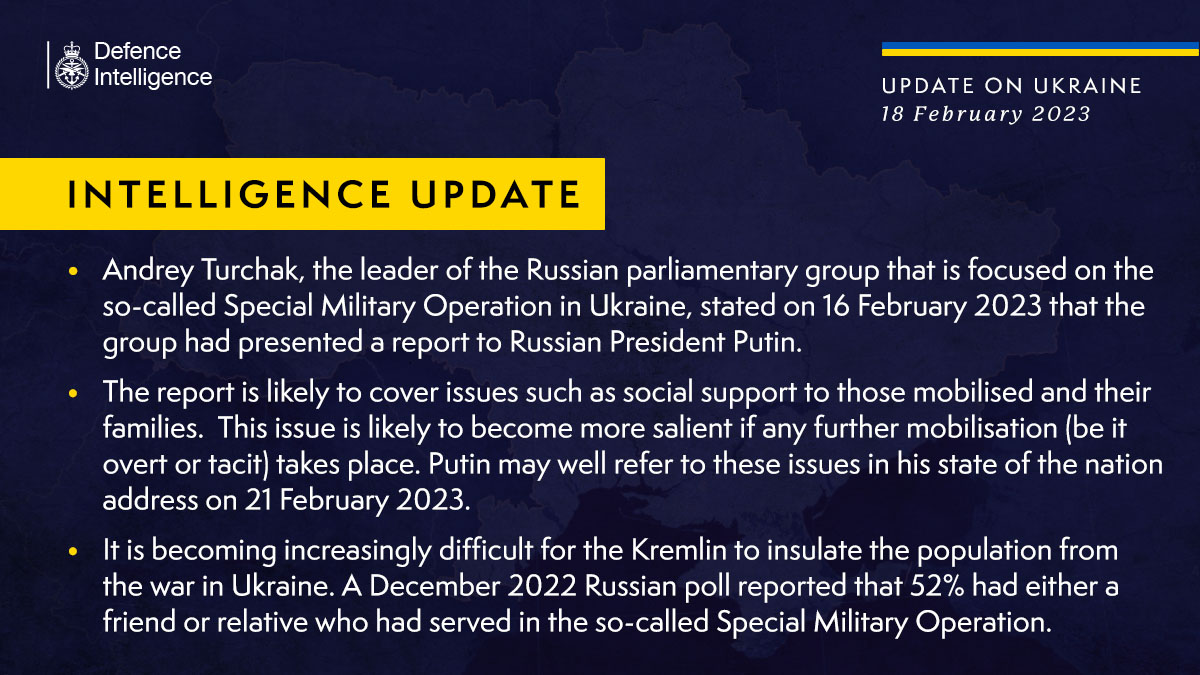 Defence
Intelligence
UPDATE ON UKRAINE
18 February 2023
INTELLIGENCE UPDATE
• Andrey Turchak, the leader of the Russian parliamentary group that is focused on the
so-called Special Military Operation in Ukraine, stated on 16 February 2023 that the
group had presented a report to Russian President Putin.
• The report is likely to cover issues such as social support to those mobilised and their
families.  This issue is likely to become more salient if any further mobilisation (be it
overt or tacit) takes place. Putin may well refer to these issues in his state of the nation
address on 21 February 2023.
• It is becoming increasingly difficult for the Kremlin to insulate the population from
the war in Ukraine. A December 2022 Russian poll reported that 52% had either a
friend or relative who had served in the so-called Special Military Operation.